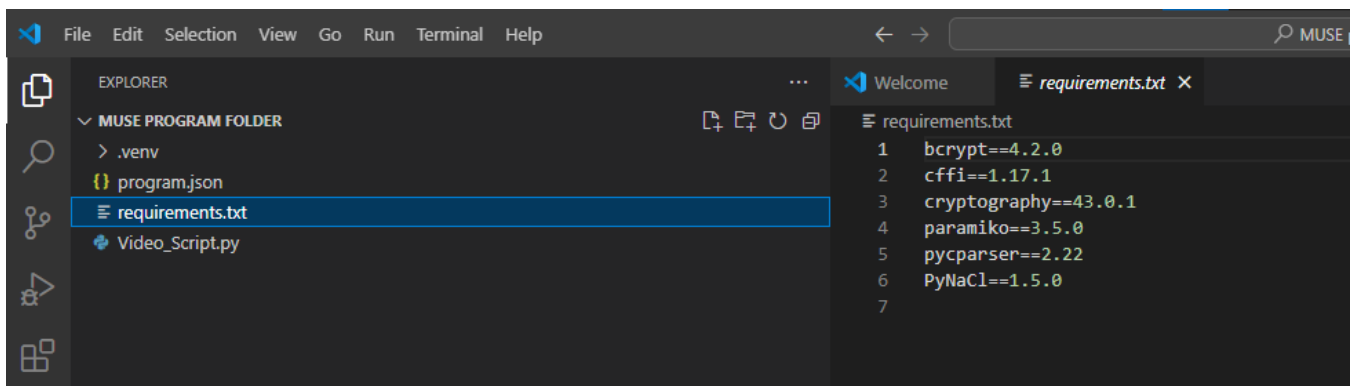 File Edit Selection View Go Run Terminal Help
MUSE
EXPLORER
Welcome
requirements.txt
MUSE PROGRAM FOLDER
.venv
program.json
requirements.txt
Video_Script.py
requirements.txt
1 bcrypt==4.2.0
2 cffi==1.17.1
3 cryptography==43.0.1
4 paramiko==3.5.0
5 pycparser==2.22
6 PyNaCl==1.5.0
7